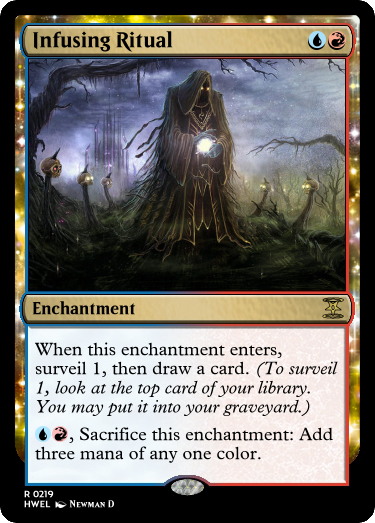 Infusing Ritual
Enchantment
When this enchantment enters,
surveil 1, then draw a card. (To surveil
1, look at the top card of your library.
You may put it into your graveyard.)
, Sacrifice this enchantment: Add
three mana of any one color.
R 0219
HWEL Newman D